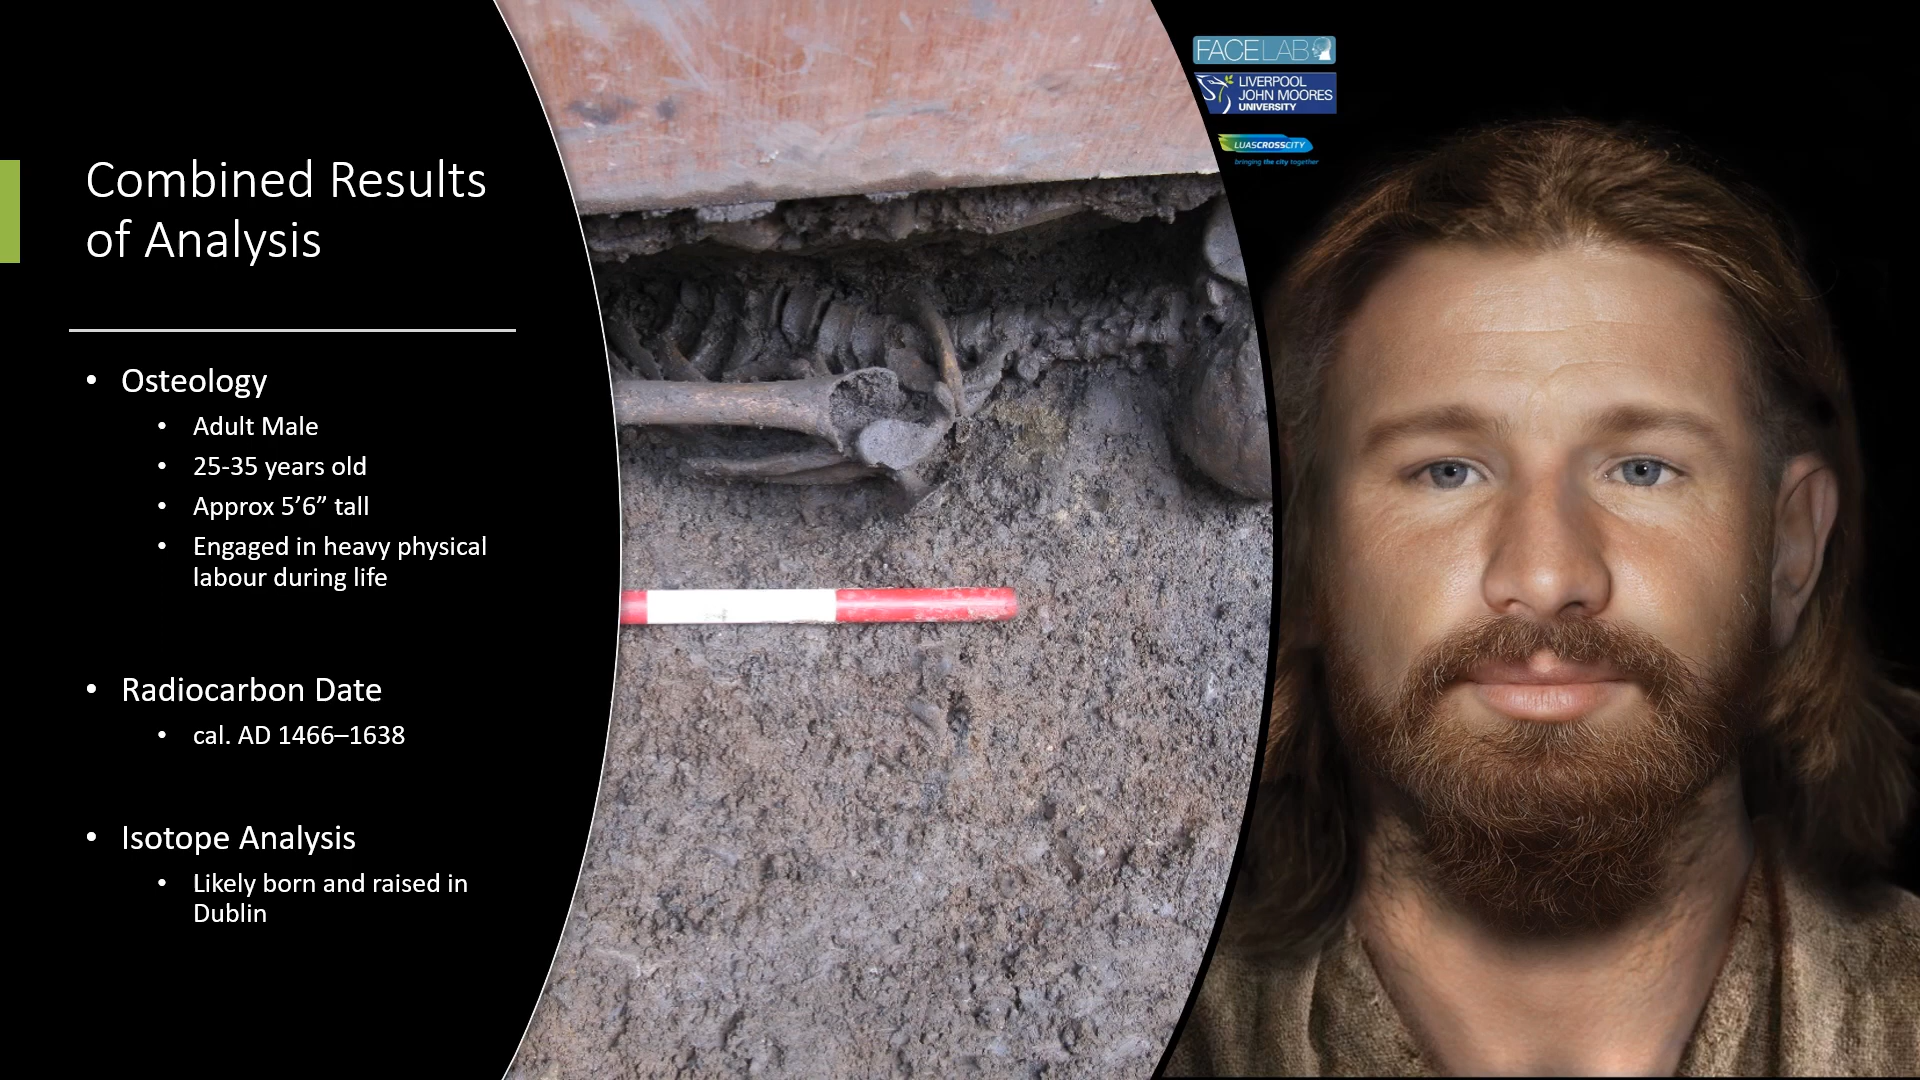 Combined Results
of Analysis
• Osteology
• Adult Male
• 25-35 years old
• Approx 5’6” tall
• Engaged in heavy physical
labour during life
• Radiocarbon Date
• cal. AD 1466–1638
• Isotope Analysis
• Likely born and raised in
Dublin
FACELAB
LIVERPOOL
JOHN MOORES
UNIVERSITY
LUASCROSSCITY
bringing the city together